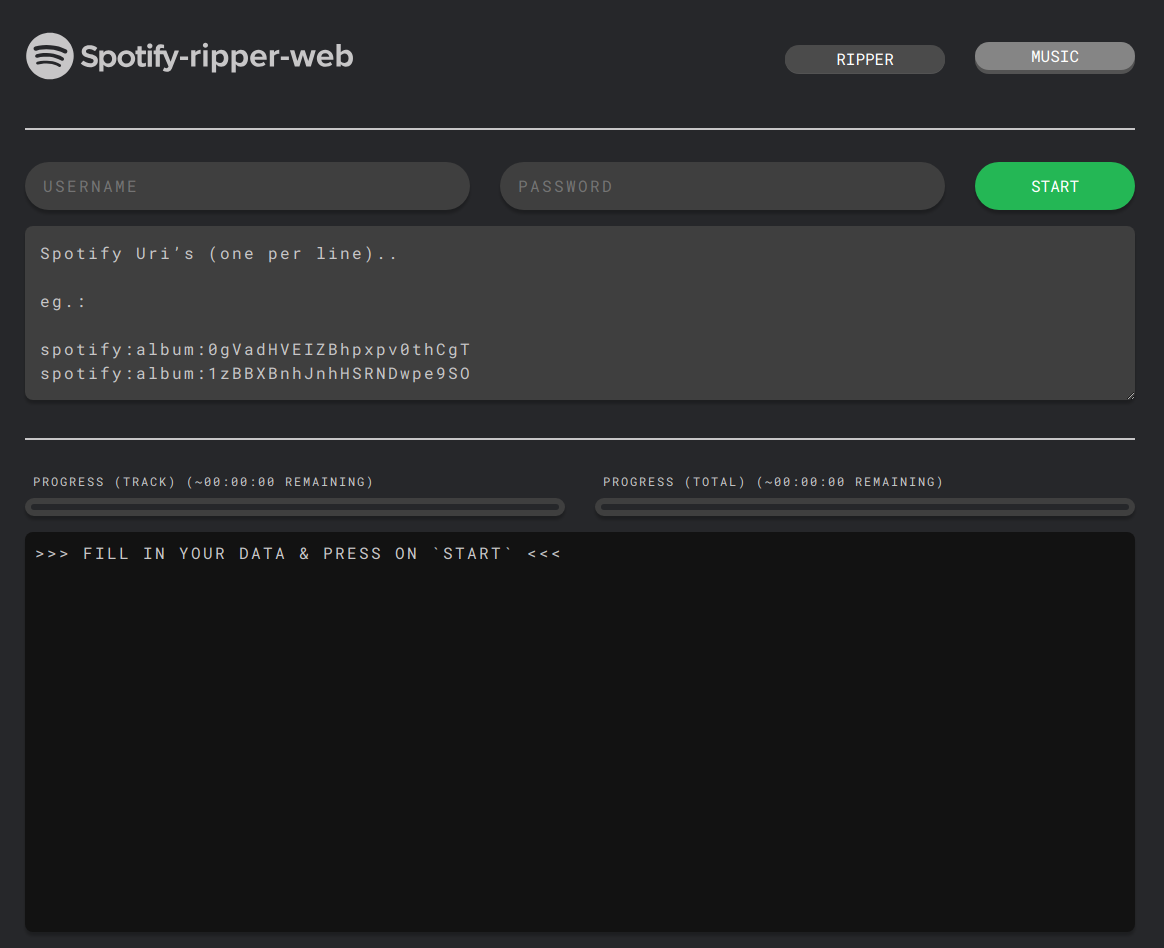 Spotify-ripper-web
RIPPER
MUSIC
USERNAME
PASSWORD
START
Spotify Uri's (one per line)..
eg.:
spotify:album:0gVadHVEIZBhpxpv0thCgT
spotify:album:1zBBXBnhJnhHSRNDwpe9SO
PROGRESS (TRACK) (~00:00:00 REMAINING)
PROGRESS (TOTAL) (~00:00:00 REMAINING)
>>> FILL IN YOUR DATA & PRESS ON `START` <<<